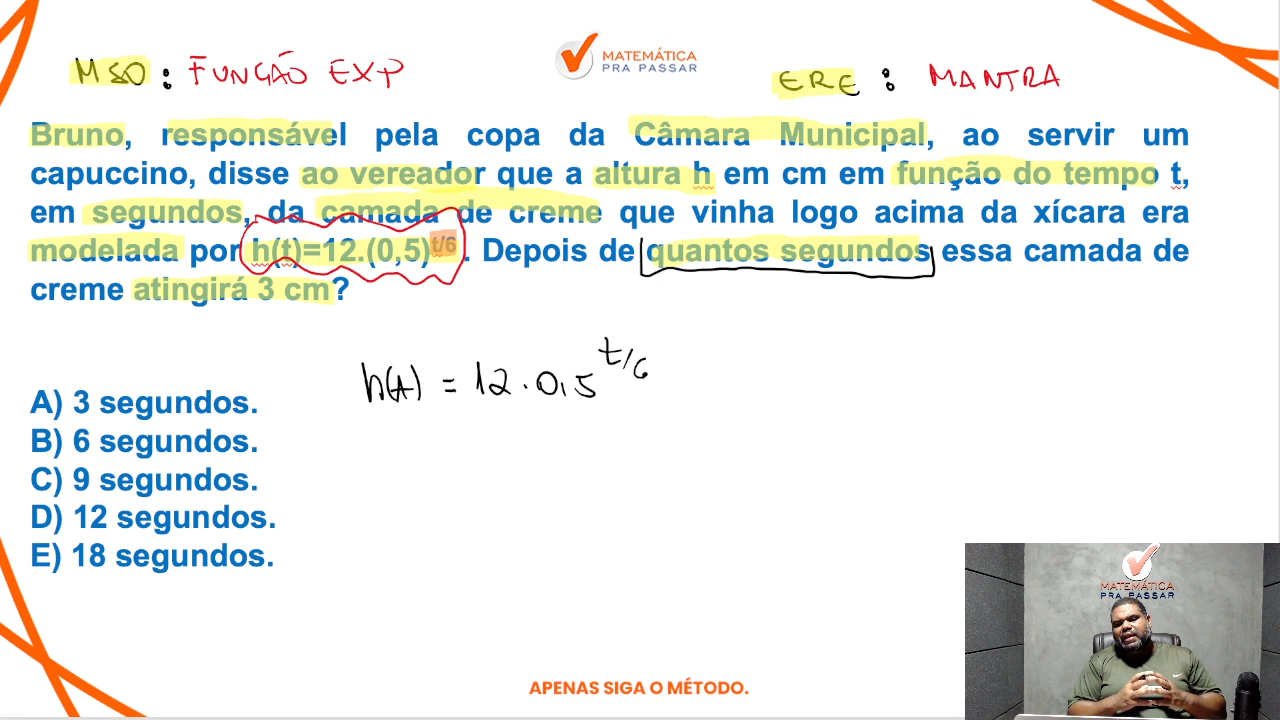 MSO : FUNÇÃO EXP
MATEMÁTICA
PRA PASSAR
ERE : MANTRA
Bruno, responsável pela copa da Câmara Municipal, ao servir um
capuccino, disse ao vereador que a altura h em cm em função do tempo t,
em segundos, da camada de creme que vinha logo acima da xícara era
modelada por h(t)=12.(0,5)^t/6. Depois de quantos segundos essa camada de
creme atingirá 3 cm?
h(t) = 12 . 0,5^t/6
A) 3 segundos.
B) 6 segundos.
C) 9 segundos.
D) 12 segundos.
E) 18 segundos.
MATEMÁTICA
PRA PASSAR
APENAS SIGA O MÉTODO.